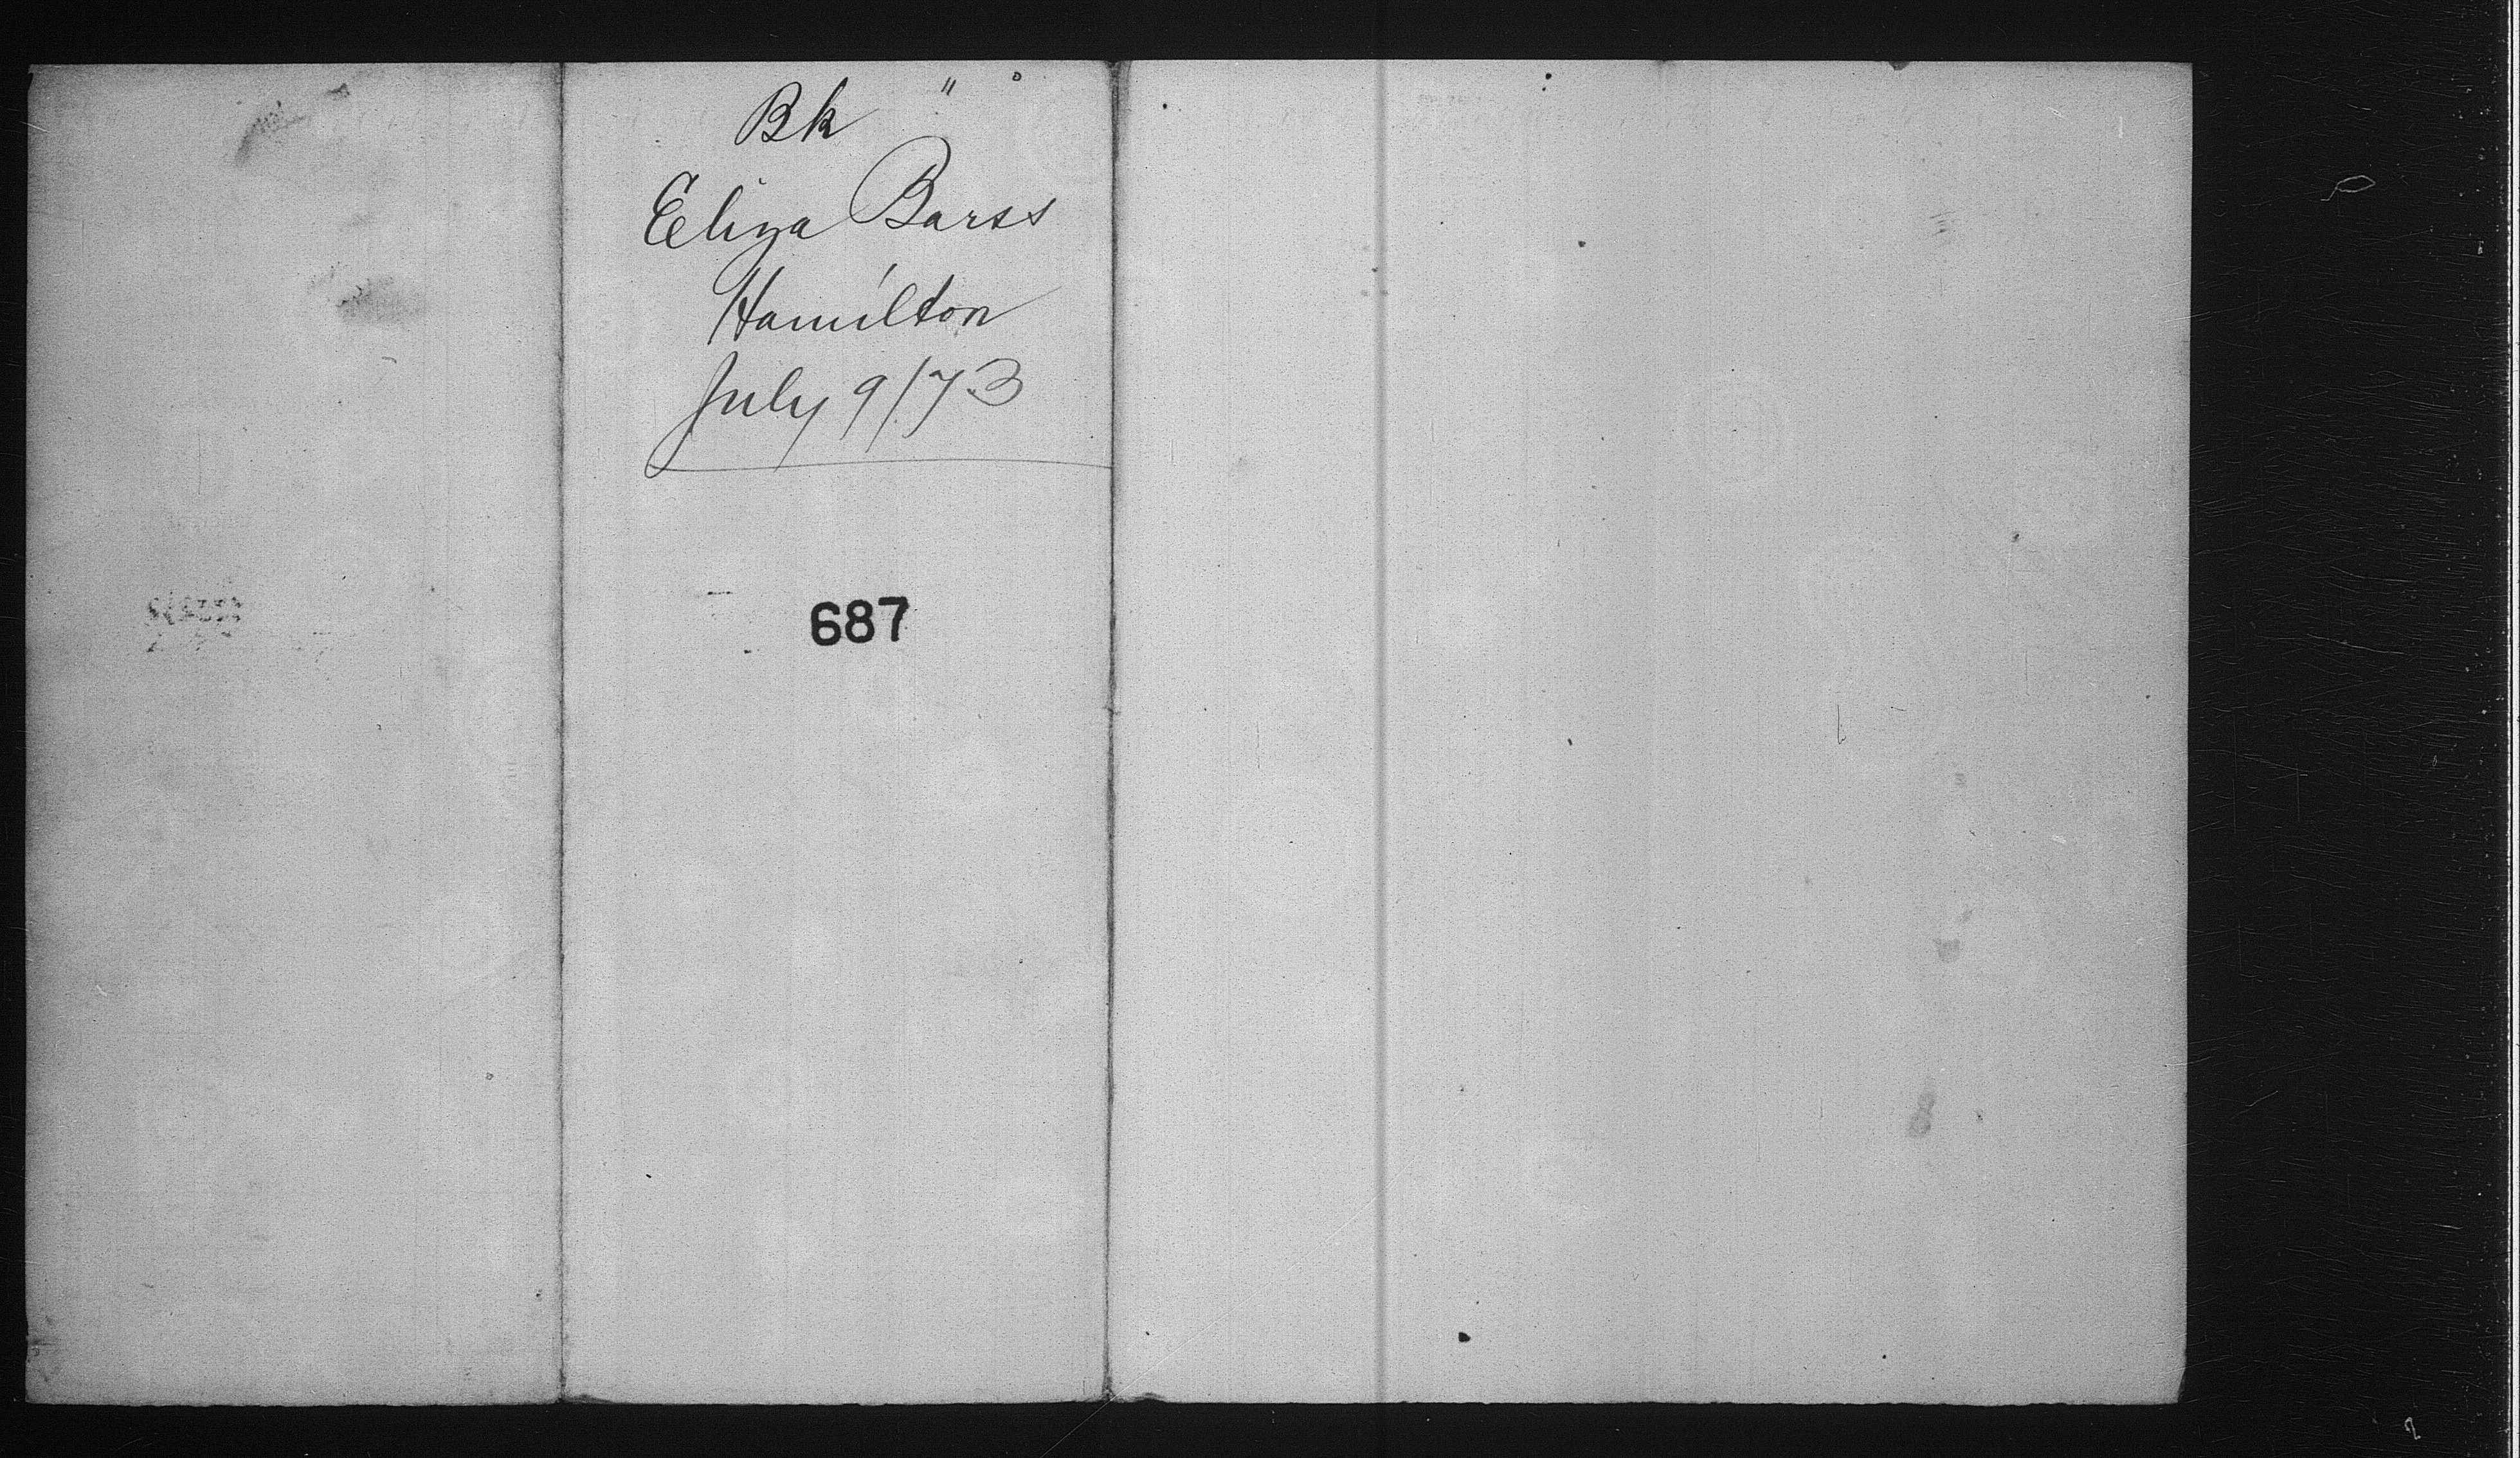 Bk "
Eliza Barss
Hamilton
July 9/73
687